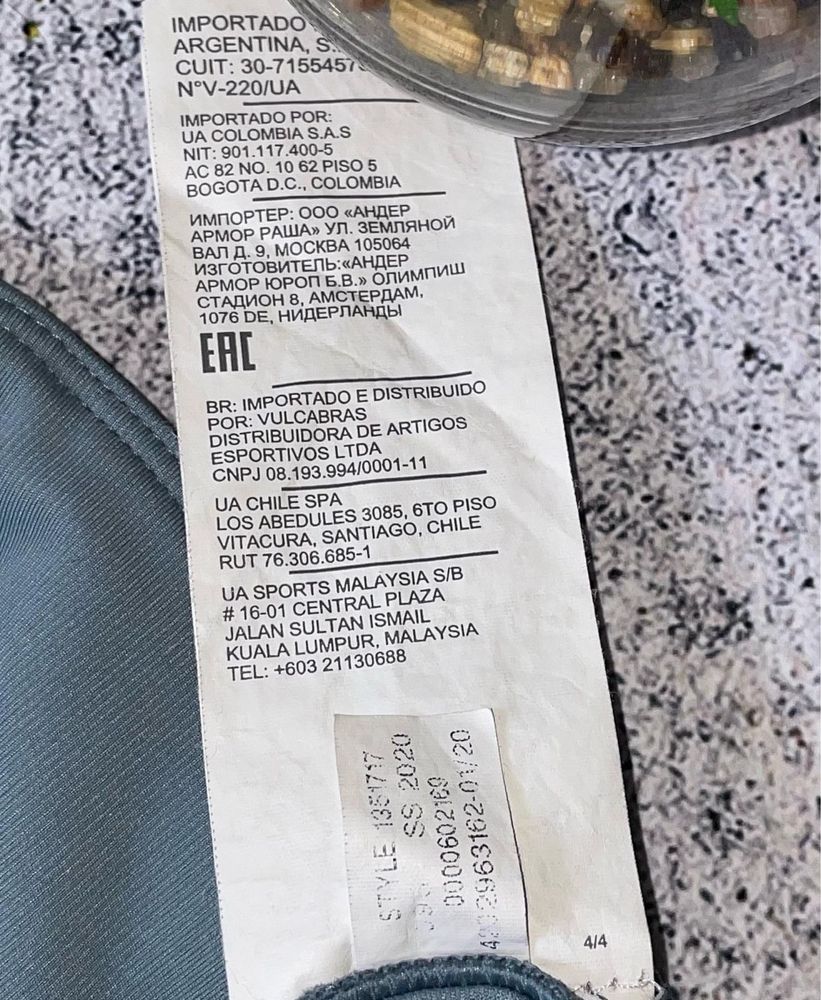 IMPORTADO
ARGENTINA,
CUIT: 30-7155457
N°V-220/UA
IMPORTADO POR:
UA COLOMBIA S.A.S
NIT: 901.117.400-5
AC 82 NO. 10 62 PISO 5
BOGOTA D.C., COLOMBIA
ИМПОРТЕР: ООО «АНДЕР
АРМОР РАША» УЛ. ЗЕМЛЯНОЙ
ВАЛ Д. 9, МОСКВА 105064
ИЗГОТОВИТЕЛЬ:«АНДЕР
АРМОР ЮРОП Б.В.» ОЛИМПИШ
СТАДИОН 8, АМСТЕРДАМ,
1076 DE, НИДЕРЛАНДЫ
EAC
BR: IMPORTADO E DISTRIBUIDO
POR: VULCABRAS
DISTRIBUIDORA DE ARTIGOS
ESPORTIVOS LTDA
CNPJ 08.193.994/0001-11
UA CHILE SPA
LOS ABEDULES 3085, 6TO PISO
VITACURA, SANTIAGO, CHILE
RUT 76.306.685-1
UA SPORTS MALAYSIA S/B
# 16-01 CENTRAL PLAZA
JALAN SULTAN ISMAIL
KUALA LUMPUR, MALAYSIA
TEL: +603 21130688
STYLE 1351717
SS 2020
0000602169
4/4